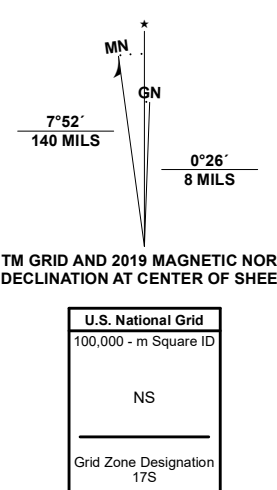 ★
MN
GN
7°52´
140 MILS
0°26´
8 MILS
TM GRID AND 2019 MAGNETIC NOR
DECLINATION AT CENTER OF SHEE
U.S. National Grid
100,000 - m Square ID
NS
Grid Zone Designation
17S